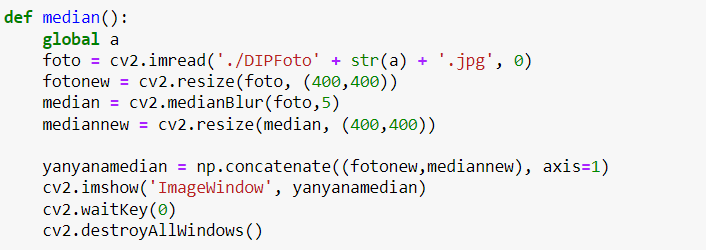 def median():
    global a
    foto = cv2.imread('./DIPFoto' + str(a) + '.jpg', 0)
    fotonew = cv2.resize(foto, (400,400))
    median = cv2.medianBlur(foto,5)
    mediannew = cv2.resize(median, (400,400))

    yanyanamedian = np.concatenate((fotonew,mediannew), axis=1)
    cv2.imshow('ImageWindow', yanyanamedian)
    cv2.waitKey(0)
    cv2.destroyAllWindows()